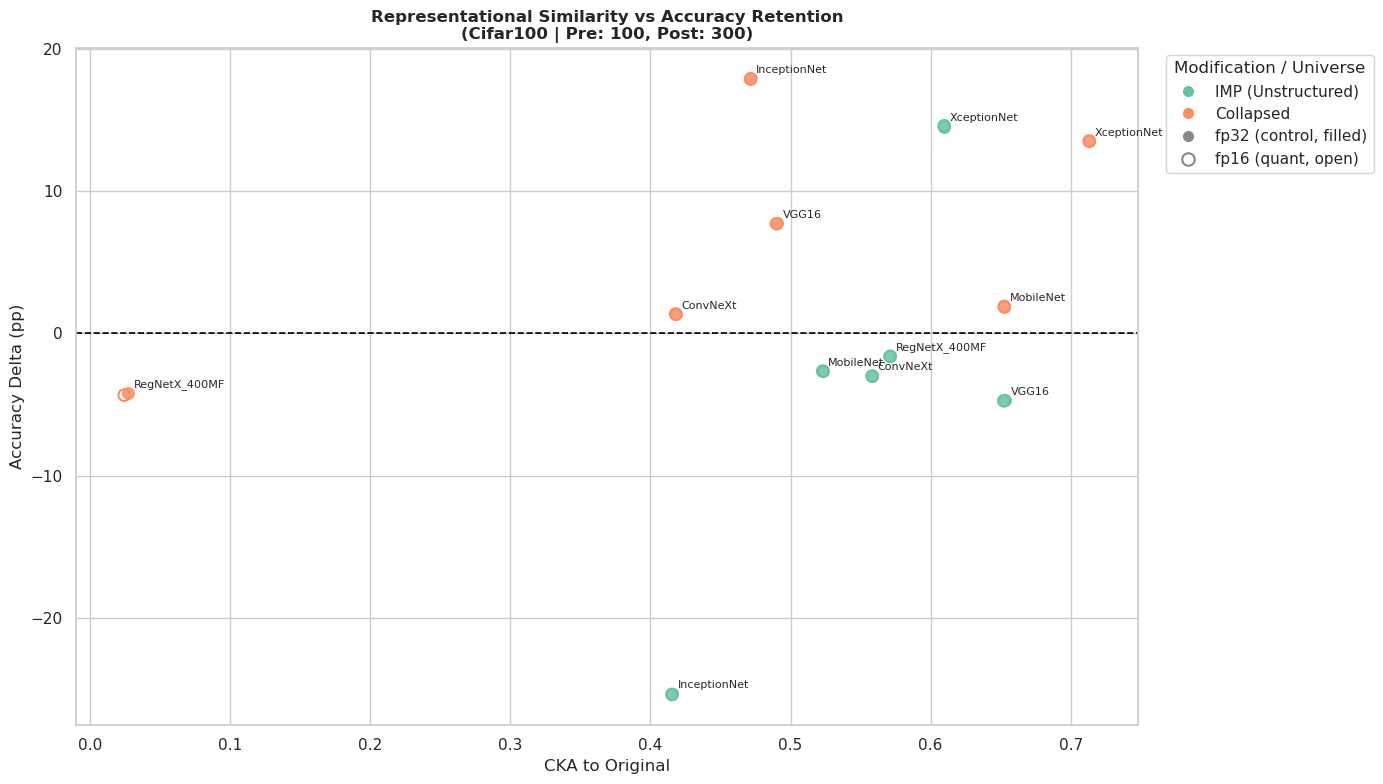 Representational Similarity vs Accuracy Retention
(Cifar100 | Pre: 100, Post: 300)
Modification / Universe
IMP (Unstructured)
Collapsed
fp32 (control, filled)
fp16 (quant, open)
InceptionNet
XceptionNet
XceptionNet
VGG16
ConvNeXt
MobileNet
RegNetX_400MF
MobileNet
ConvNeXt
RegNetX_400MF
VGG16
InceptionNet
Accuracy Delta (pp)
20
10
0
−10
−20
0.0
0.1
0.2
0.3
0.4
0.5
0.6
0.7
CKA to Original